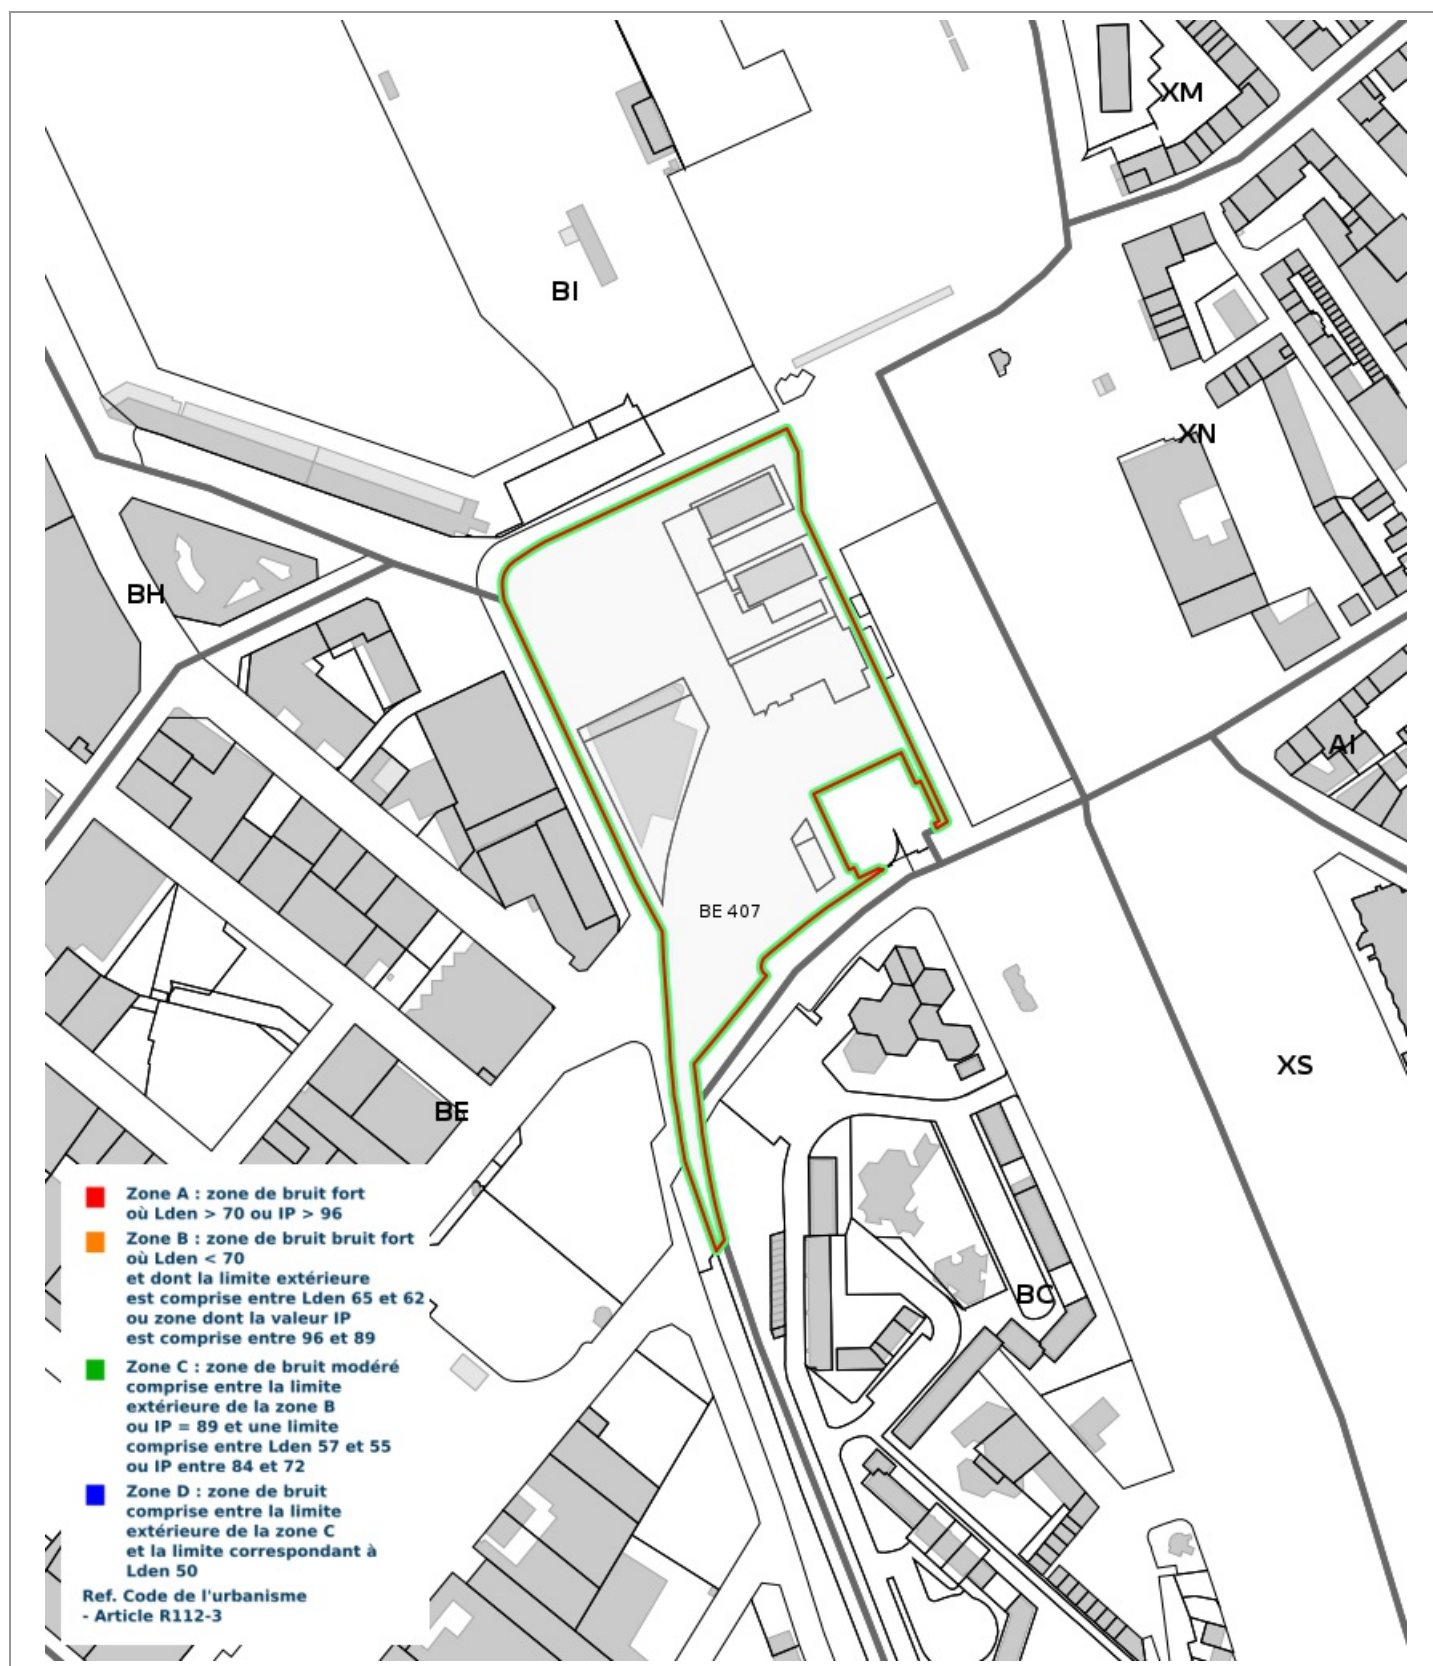 XM
BI
XN
BH
AI
BE 407
XS
BE
BC
Zone A : zone de bruit fort
où Lden > 70 ou IP > 96
Zone B : zone de bruit bruit fort
où Lden < 70
et dont la limite extérieure
est comprise entre Lden 65 et 62
ou zone dont la valeur IP
est comprise entre 96 et 89
Zone C : zone de bruit modéré
comprise entre la limite
extérieure de la zone B
ou IP = 89 et une limite
comprise entre Lden 57 et 55
ou IP entre 84 et 72
Zone D : zone de bruit
comprise entre la limite
extérieure de la zone C
et la limite correspondant à
Lden 50
Ref. Code de l'urbanisme
- Article R112-3